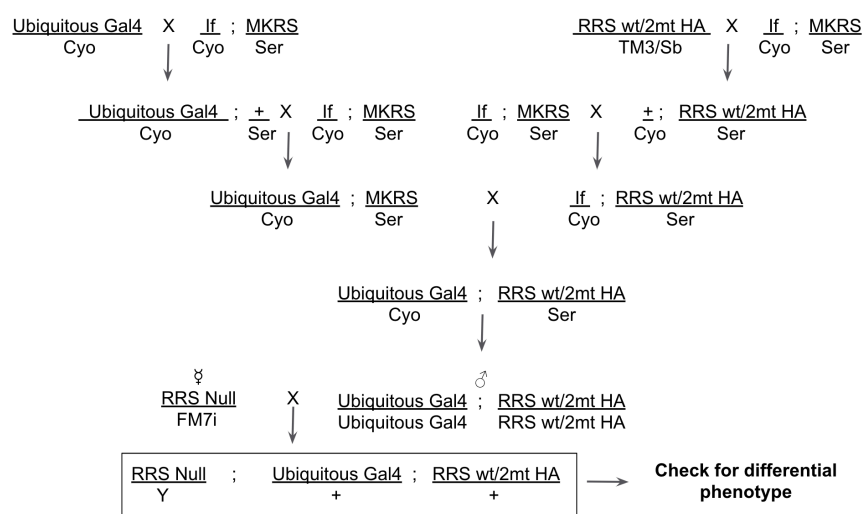 Ubiquitous Gal4 X If ; MKRS RRS wt/2mt HA X If ; MKRS
Cyo Cyo Ser TM3/Sb Cyo Ser
Ubiquitous Gal4 ; + X If ; MKRS If ; MKRS X + ; RRS wt/2mt HA
Cyo Ser Cyo Ser Cyo Ser Cyo Ser
Ubiquitous Gal4 ; MKRS X If ; RRS wt/2mt HA
Cyo Ser Cyo Ser
Ubiquitous Gal4 ; RRS wt/2mt HA
Cyo Ser
☿ ♂
RRS Null X Ubiquitous Gal4 ; RRS wt/2mt HA
FM7i Ubiquitous Gal4 RRS wt/2mt HA
RRS Null ; Ubiquitous Gal4 ; RRS wt/2mt HA Check for differential
Y + + phenotype